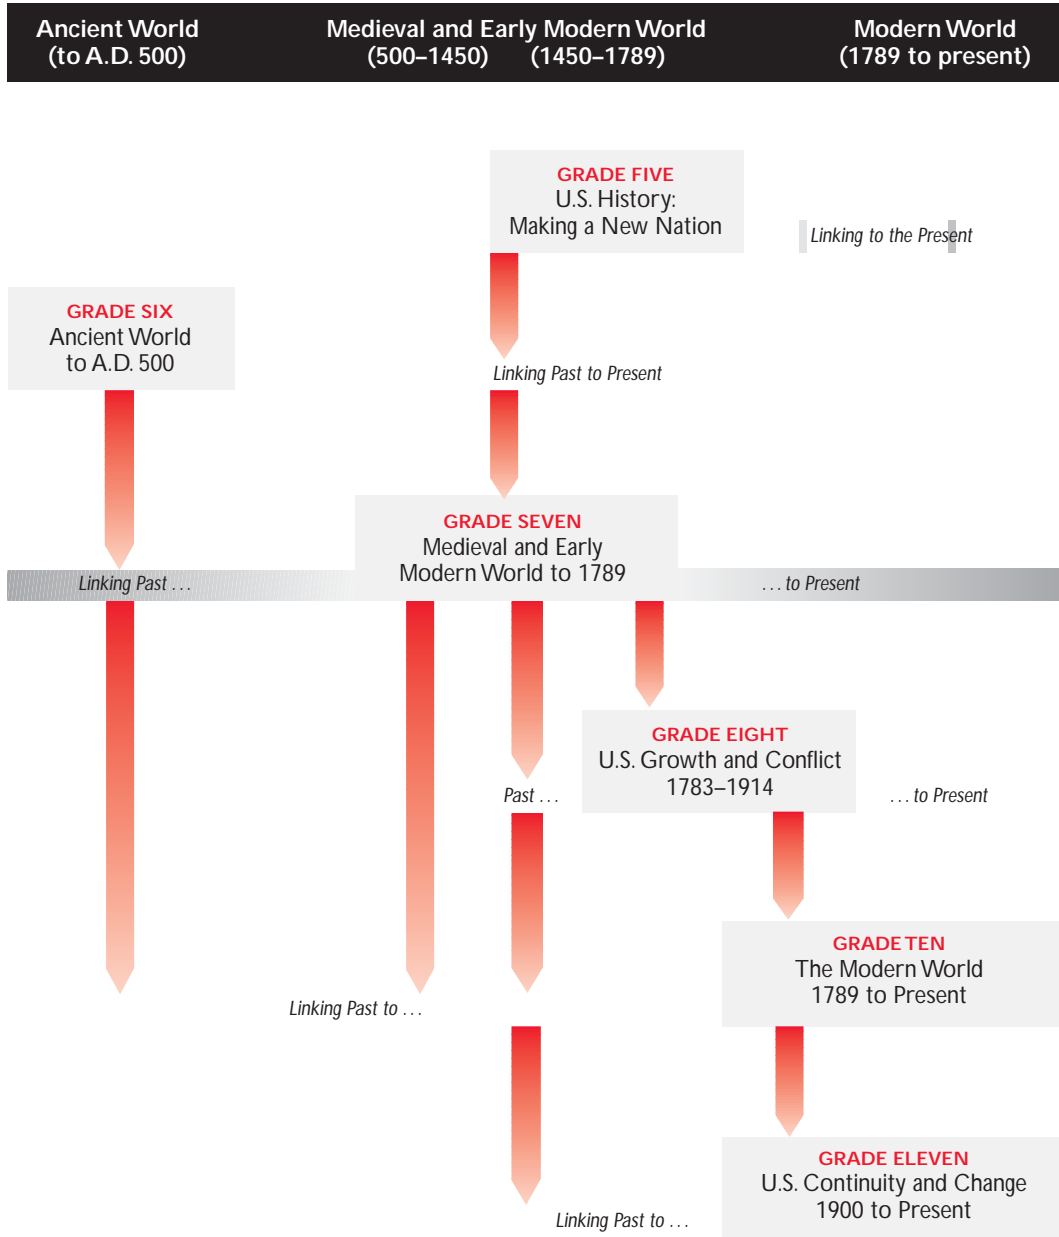 Ancient World
(to A.D. 500)
Medieval and Early Modern World
(500–1450) (1450–1789)
Modern World
(1789 to present)
GRADE FIVE
U.S. History:
Making a New Nation
Linking to the Present
GRADE SIX
Ancient World
to A.D. 500
Linking Past to Present
GRADE SEVEN
Medieval and Early
Modern World to 1789
Linking Past . . .
. . . to Present
GRADE EIGHT
U.S. Growth and Conflict
1783–1914
Past . . .
. . . to Present
GRADE TEN
The Modern World
1789 to Present
Linking Past to . . .
GRADE ELEVEN
U.S. Continuity and Change
1900 to Present
Linking Past to . . .